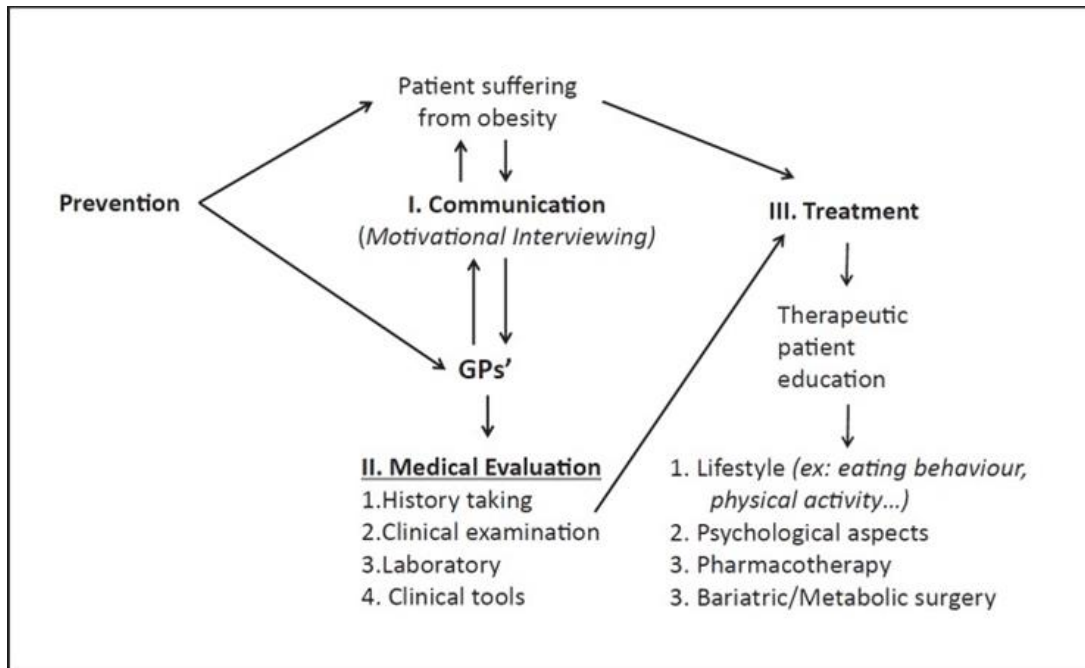 Patient suffering
from obesity
Prevention
I. Communication
(Motivational Interviewing)
III. Treatment
Therapeutic
patient
education
GPs’
II. Medical Evaluation
1.History taking
2.Clinical examination
3.Laboratory
4. Clinical tools
1. Lifestyle (ex: eating behaviour,
physical activity...)
2. Psychological aspects
3. Pharmacotherapy
3. Bariatric/Metabolic surgery